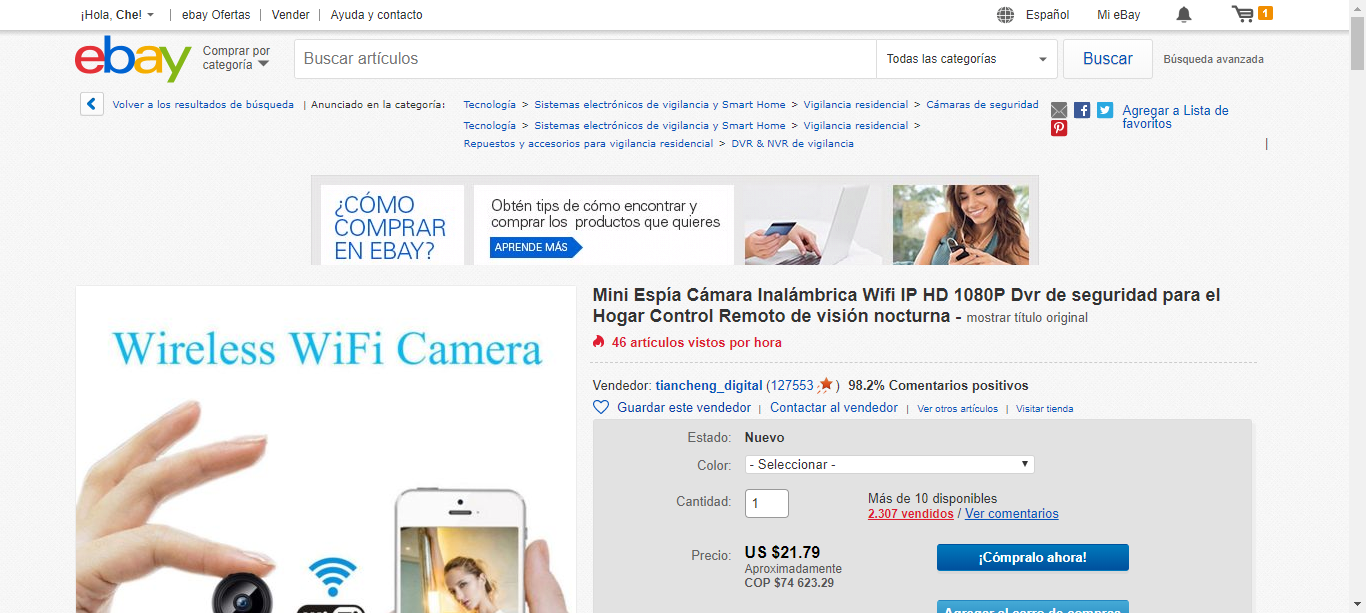 ¡Hola, Che! | ebay Ofertas | Vender | Ayuda y contacto
Español Mi eBay 1
ebay
Comprar por
categoría
Buscar artículos
Todas las categorías
Buscar
Búsqueda avanzada
Volver a los resultados de búsqueda | Anunciado en la categoría:
Tecnología > Sistemas electrónicos de vigilancia y Smart Home > Vigilancia residencial > Cámaras de seguridad
Tecnología > Sistemas electrónicos de vigilancia y Smart Home > Vigilancia residencial >
Repuestos y accesorios para vigilancia residencial > DVR & NVR de vigilancia
Agregar a Lista de
favoritos
|
¿CÓMO
COMPRAR
EN EBAY?
Obtén tips de cómo encontrar y
comprar los productos que quieres
APRENDE MÁS
Wireless WiFi Camera
Mini Espía Cámara Inalámbrica Wifi IP HD 1080P Dvr de seguridad para el
Hogar Control Remoto de visión nocturna - mostrar título original
46 artículos vistos por hora
Vendedor: tiancheng_digital (127553 ) 98.2% Comentarios positivos
Guardar este vendedor | Contactar al vendedor | Ver otros artículos | Visitar tienda
Estado: Nuevo
Color: - Seleccionar -
Cantidad: 1
Más de 10 disponibles
2.307 vendidos / Ver comentarios
Precio: US $21.79
Aproximadamente
COP $74 623.29
¡Cómpralo ahora!
Agregar al carro de compras